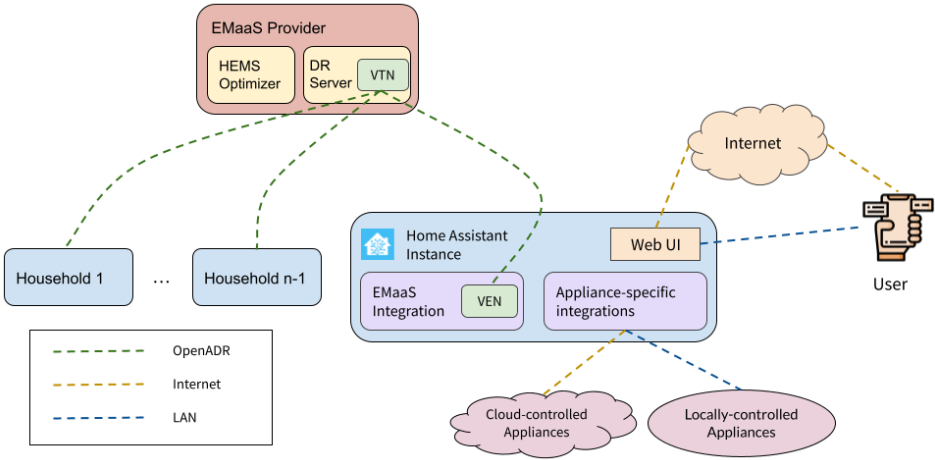 EMaaS Provider
HEMS
Optimizer
DR
Server
VTN
Internet
Home Assistant
Instance
Web UI
User
Household 1
...
Household n-1
EMaaS
Integration
VEN
Appliance-specific
integrations
OpenADR
Internet
LAN
Cloud-controlled
Appliances
Locally-controlled
Appliances